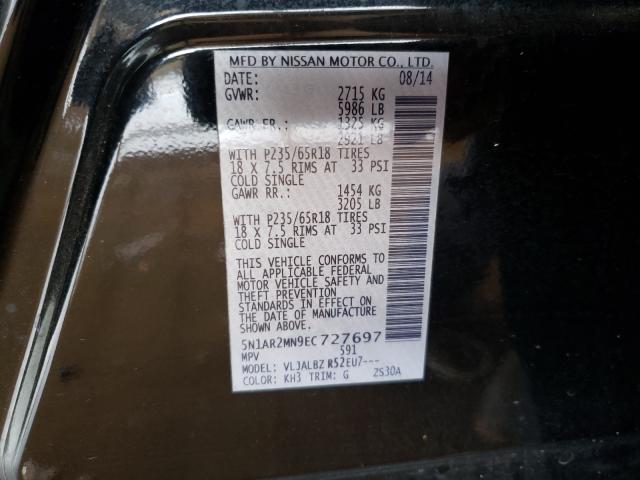 MFD BY NISSAN MOTOR CO., LTD.
DATE: 08/14
GVWR: 2715 KG
5986 LB
GAWR FR.: 1325 KG
2921 LB
WITH P235/65R18 TIRES
18 X 7.5 RIMS AT 33 PSI
COLD SINGLE
GAWR RR.: 1454 KG
3205 LB
WITH P235/65R18 TIRES
18 X 7.5 RIMS AT 33 PSI
COLD SINGLE
THIS VEHICLE CONFORMS TO
ALL APPLICABLE FEDERAL
MOTOR VEHICLE SAFETY AND
THEFT PREVENTION
STANDARDS IN EFFECT ON
THE DATE OF MANUFACTURE
SHOWN ABOVE.
5N1AR2MN9EC727697
MPV 591
MODEL: VLJALBZ R52EU7---
COLOR: KH3 TRIM: G ZS30A